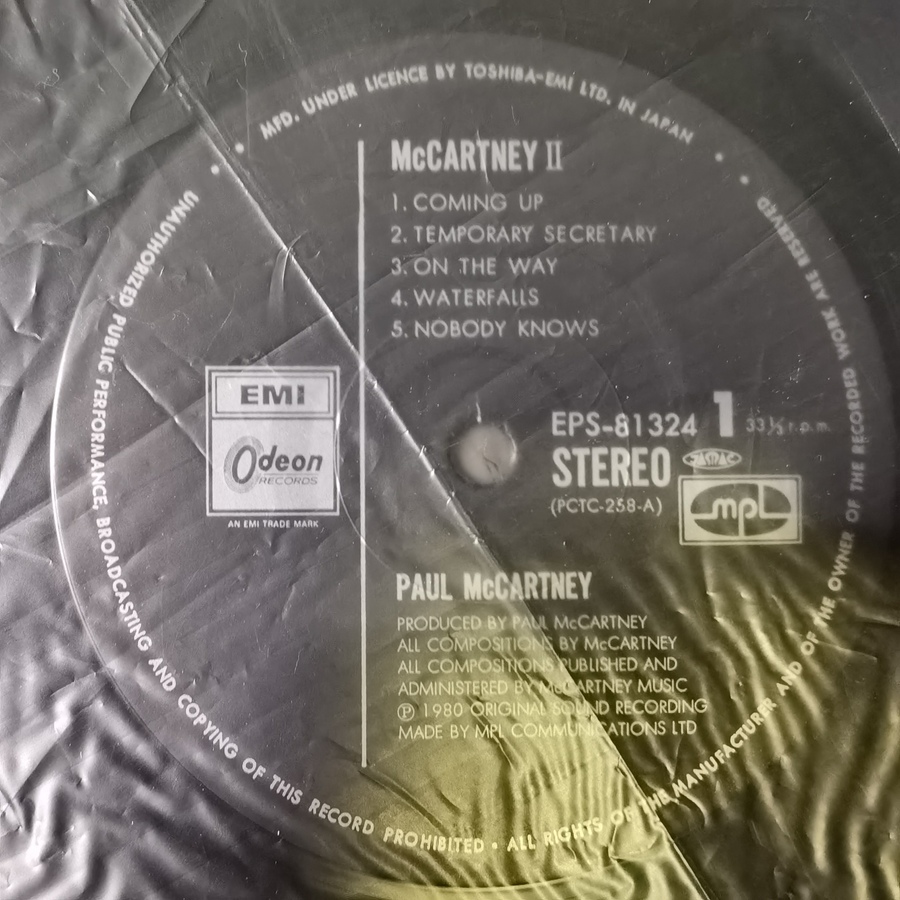 MFD. UNDER LICENCE BY TOSHIBA-EMI LTD. IN JAPAN
McCARTNEY II
1. COMING UP
2. TEMPORARY SECRETARY
3. ON THE WAY
4. WATERFALLS
5. NOBODY KNOWS
EMI
Odeon
RECORDS
AN EMI TRADE MARK
EPS-81324 1 33⅓ r.p.m.
STEREO
JASRAC
(PCTC-258-A)
mpl
PAUL McCARTNEY
PRODUCED BY PAUL McCARTNEY
ALL COMPOSITIONS BY McCARTNEY
ALL COMPOSITIONS PUBLISHED AND
ADMINISTERED BY McCARTNEY MUSIC
Ⓟ 1980 ORIGINAL SOUND RECORDING
MADE BY MPL COMMUNICATIONS LTD
UNAUTHORIZED PUBLIC PERFORMANCE, BROADCASTING AND COPYING OF THIS RECORD PROHIBITED • ALL RIGHTS OF THE MANUFACTURER AND OF THE OWNER OF THE RECORDED WORK ARE RESERVED